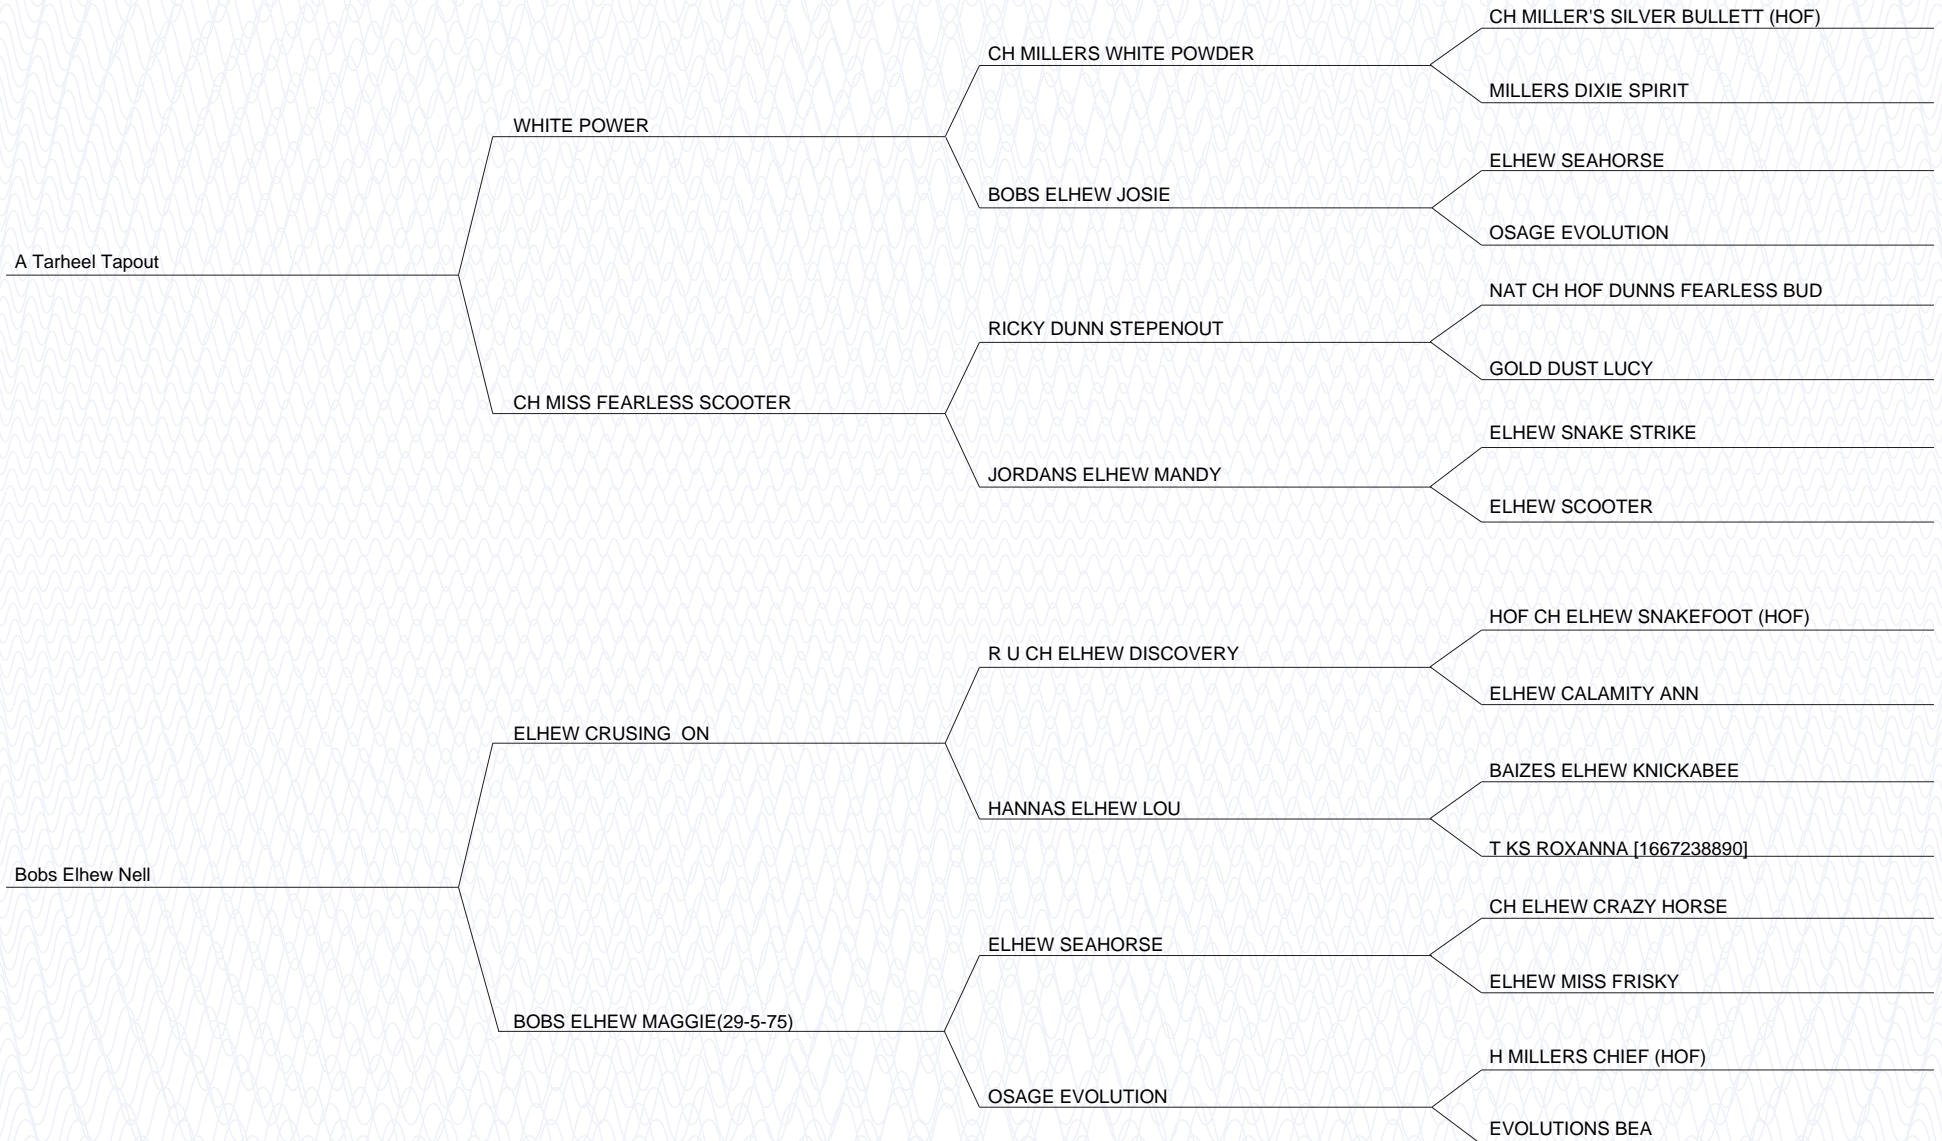 CH MILLER'S SILVER BULLETT (HOF)
CH MILLERS WHITE POWDER
MILLERS DIXIE SPIRIT
WHITE POWER
ELHEW SEAHORSE
BOBS ELHEW JOSIE
OSAGE EVOLUTION
A Tarheel Tapout
NAT CH HOF DUNNS FEARLESS BUD
RICKY DUNN STEPENOUT
GOLD DUST LUCY
CH MISS FEARLESS SCOOTER
ELHEW SNAKE STRIKE
JORDANS ELHEW MANDY
ELHEW SCOOTER
HOF CH ELHEW SNAKEFOOT (HOF)
R U CH ELHEW DISCOVERY
ELHEW CALAMITY ANN
ELHEW CRUSING  ON
BAIZES ELHEW KNICKABEE
HANNAS ELHEW LOU
T KS ROXANNA [1667238890]
Bobs Elhew Nell
CH ELHEW CRAZY HORSE
ELHEW SEAHORSE
ELHEW MISS FRISKY
BOBS ELHEW MAGGIE(29-5-75)
H MILLERS CHIEF (HOF)
OSAGE EVOLUTION
EVOLUTIONS BEA